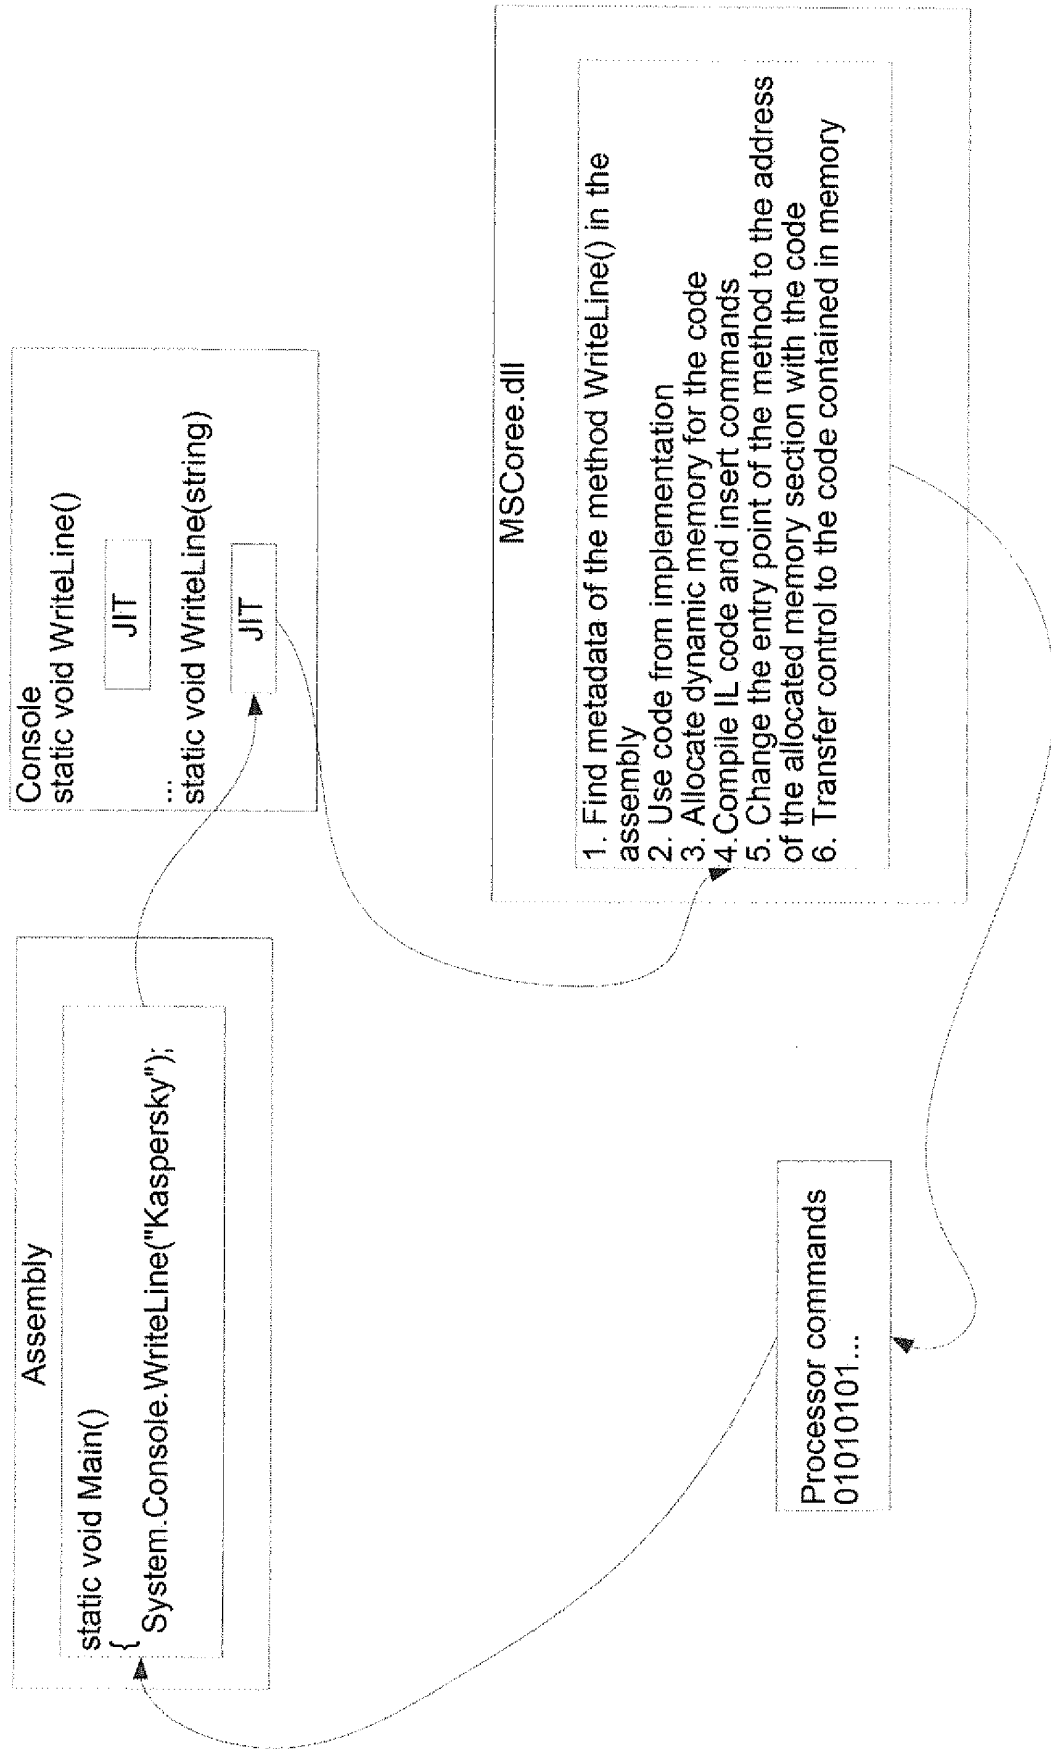 Assembly
static void Main()
{
System.Console.WriteLine("Kaspersky");
Console
static void WriteLine()
JIT
...
static void WriteLine(string)
JIT
MSCoree.dll
1. Find metadata of the method WriteLine() in the
assembly
2. Use code from implementation
3. Allocate dynamic memory for the code
4.Compile IL code and insert commands
5. Change the entry point of the method to the address
of the allocated memory section with the code
6. Transfer control to the code contained in memory
Processor commands
01010101...